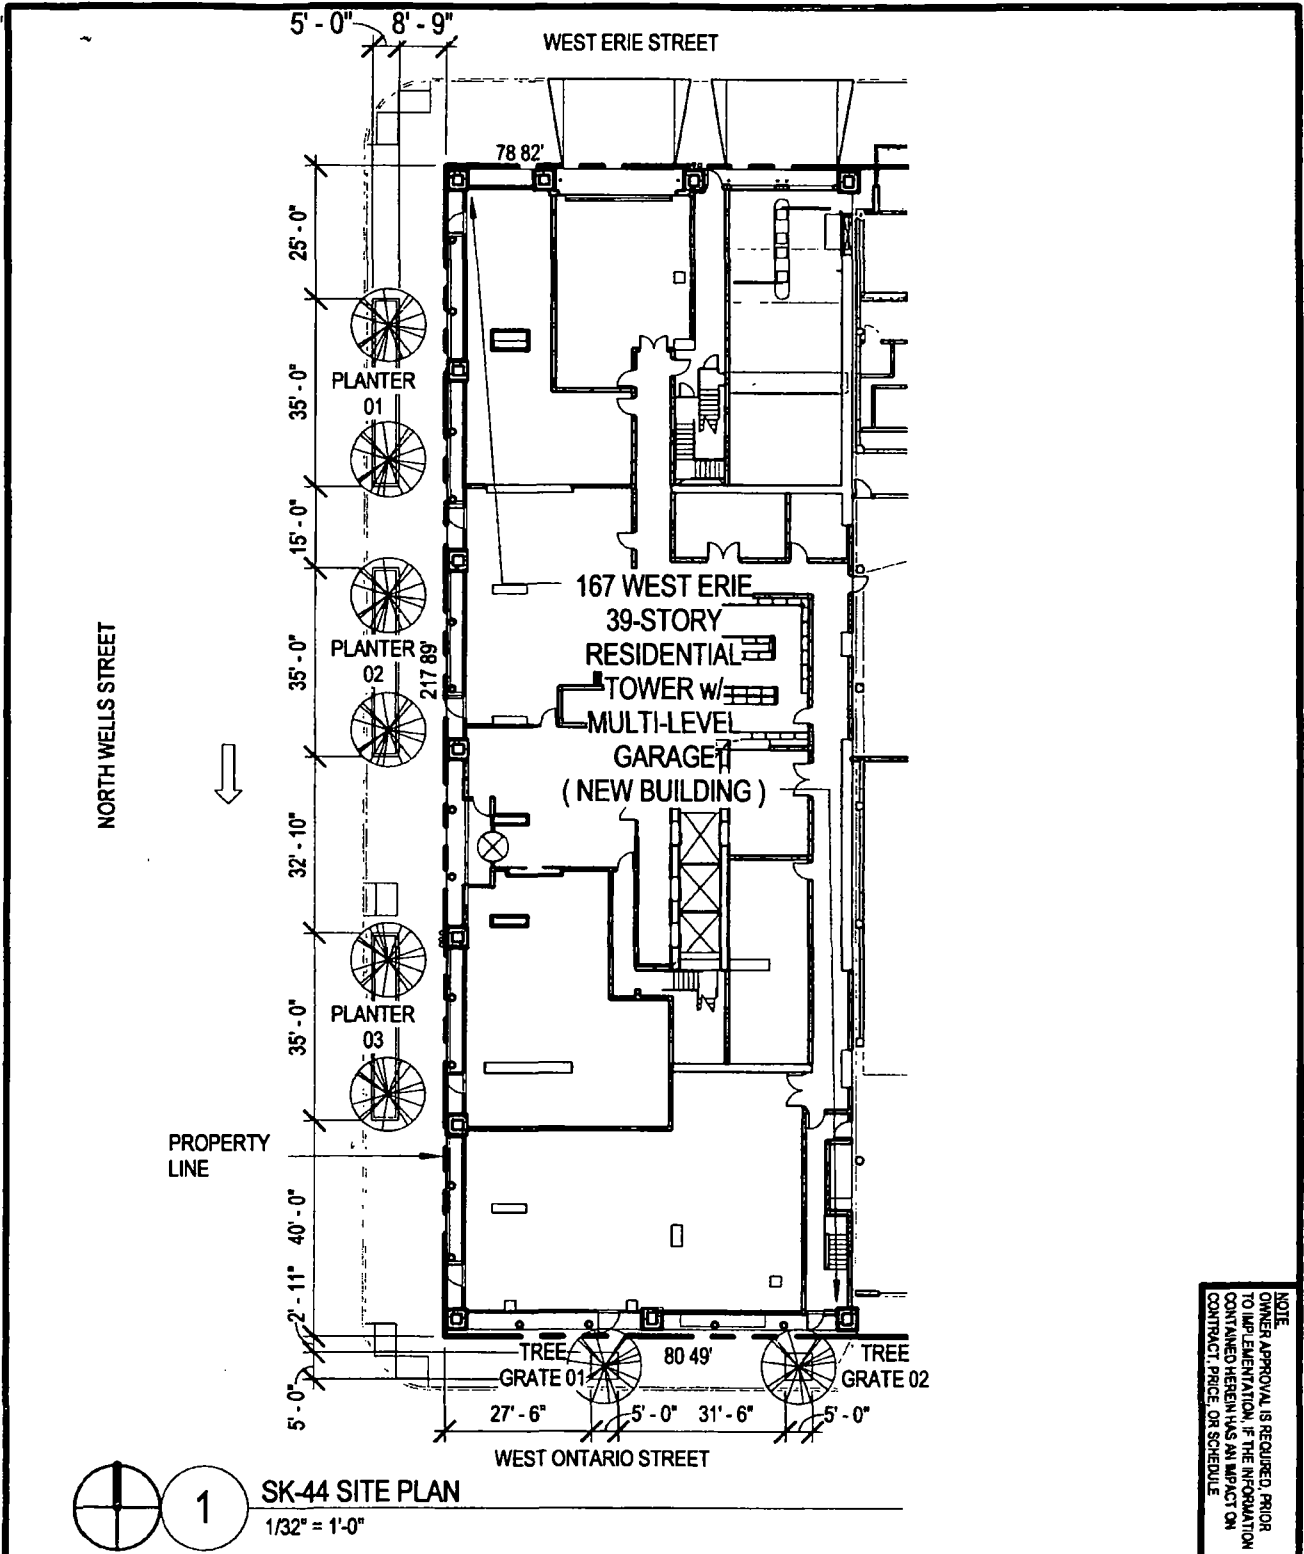 5' - 0" 8' - 9"
WEST ERIE STREET
78 82'
25' - 0"
35' - 0"
PLANTER
01
15' - 0"
167 WEST ERIE
39-STORY
RESIDENTIAL
TOWER w/
MULTI-LEVEL
GARAGE
( NEW BUILDING )
NORTH WELLS STREET
35' - 0"
PLANTER
02
217 89'
32' - 10"
35' - 0"
PLANTER
03
PROPERTY
LINE
40' - 0"
2' - 11"
5' - 0"
TREE
GRATE 01
80 49'
TREE
GRATE 02
27' - 6" 5' - 0" 31' - 6" 5' - 0"
WEST ONTARIO STREET
1 SK-44 SITE PLAN
1/32" = 1'-0"
NOTE
OWNER APPROVAL IS REQUIRED, PRIOR
TO IMPLEMENTATION, IF THE INFORMATION
CONTAINED HEREIN HAS AN IMPACT ON
CONTRACT, PRICE, OR SCHEDULE